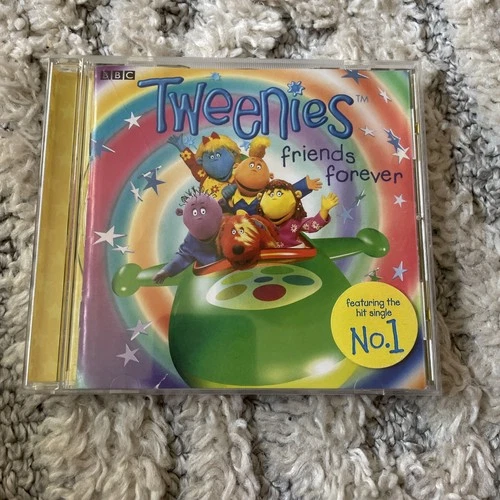 BBC
Tweenies™
friends
forever
featuring the
hit single
No.1